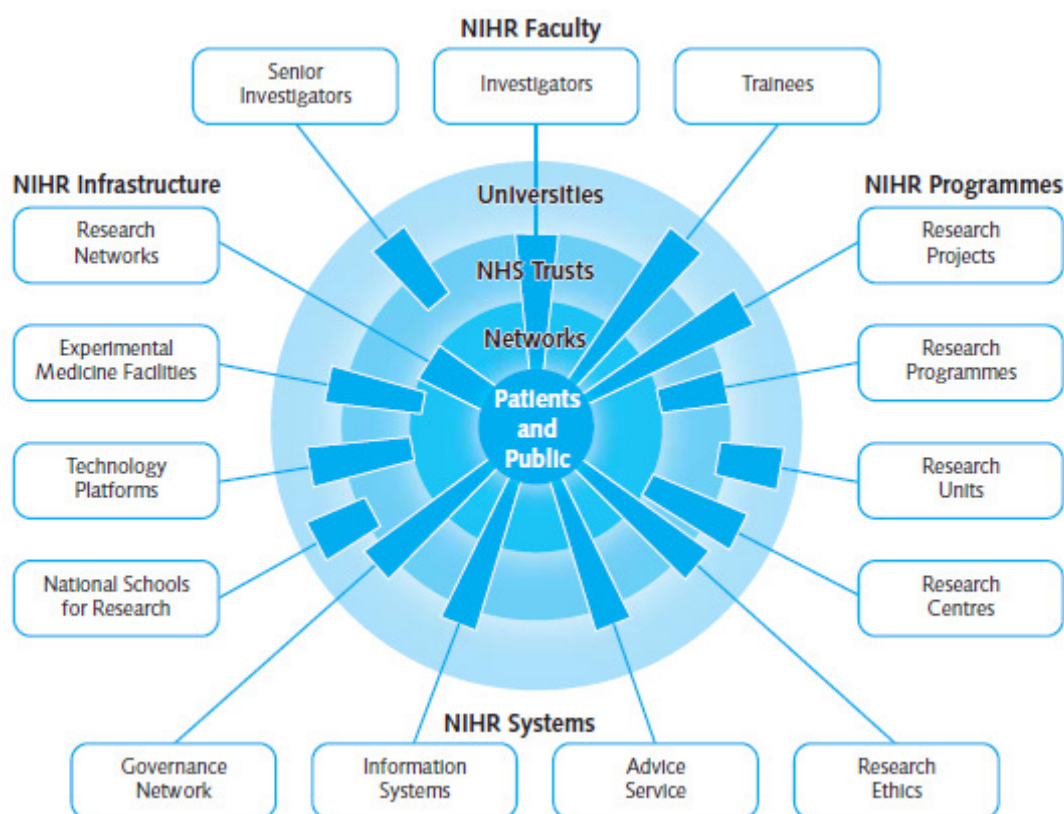 NIHR Faculty
Senior
Investigators
Investigators
Trainees
NIHR Infrastructure
Research
Networks
Experimental
Medicine Facilities
Technology
Platforms
National Schools
for Research
Universities
NHS Trusts
Networks
Patients
and
Public
NIHR Programmes
Research
Projects
Research
Programmes
Research
Units
Research
Centres
NIHR Systems
Governance
Network
Information
Systems
Advice
Service
Research
Ethics